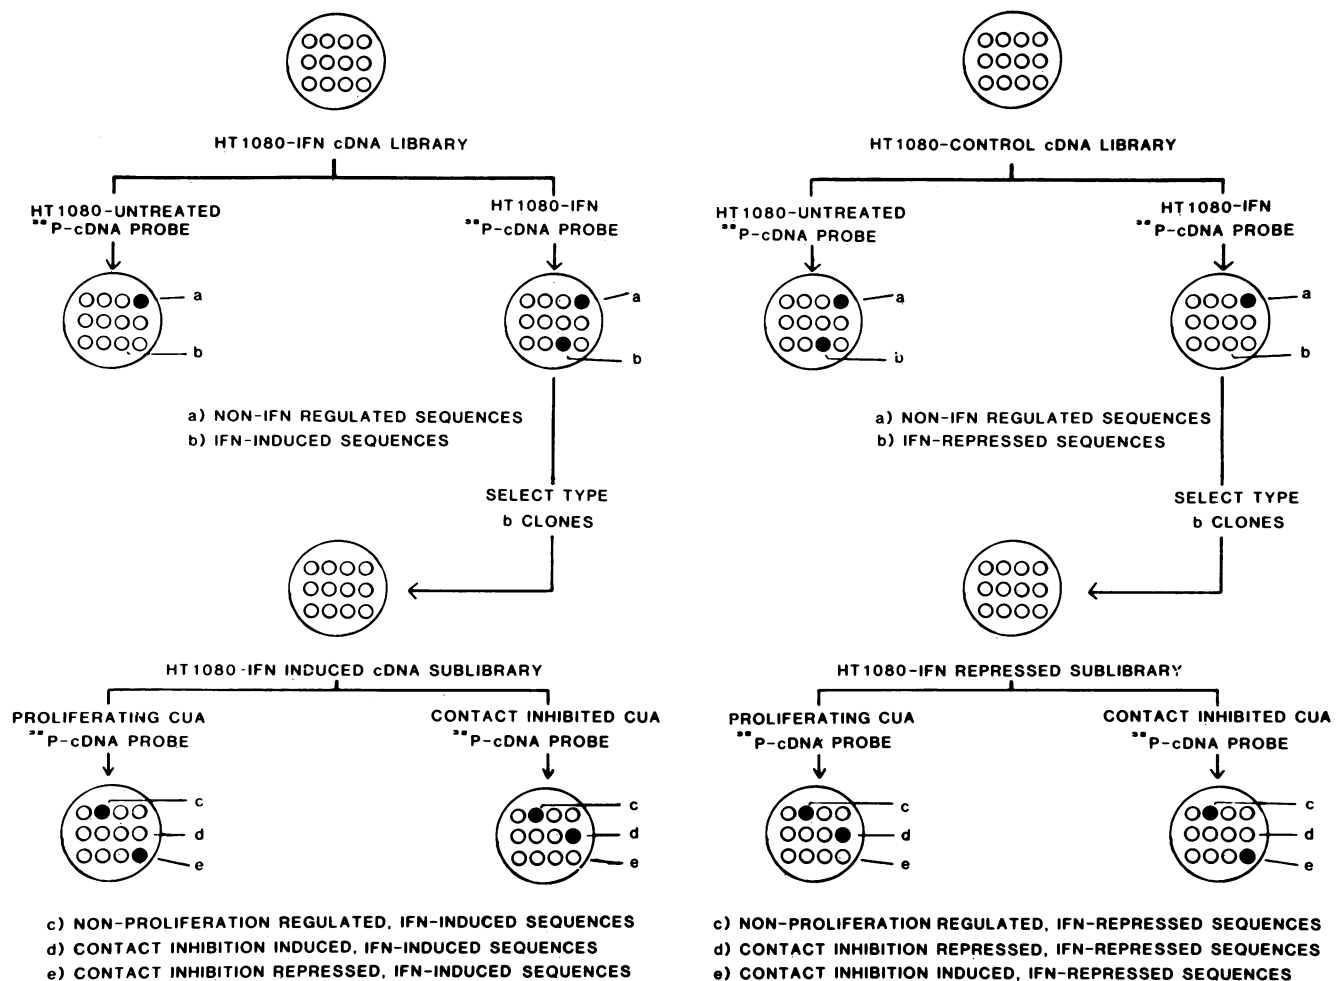 HT1080-IFN cDNA LIBRARY
HT1080-UNTREATED
³²P-cDNA PROBE
HT1080-IFN
³²P-cDNA PROBE
a
b
a
b
a) NON-IFN REGULATED SEQUENCES
b) IFN-INDUCED SEQUENCES
SELECT TYPE
b CLONES
HT1080-IFN INDUCED cDNA SUBLIBRARY
PROLIFERATING CUA
³²P-cDNA PROBE
CONTACT INHIBITED CUA
³²P-cDNA PROBE
c
d
e
c
d
e
c) NON-PROLIFERATION REGULATED, IFN-INDUCED SEQUENCES
d) CONTACT INHIBITION INDUCED, IFN-INDUCED SEQUENCES
e) CONTACT INHIBITION REPRESSED, IFN-INDUCED SEQUENCES
HT1080-CONTROL cDNA LIBRARY
HT1080-UNTREATED
³²P-cDNA PROBE
HT1080-IFN
³²P-cDNA PROBE
a
b
a
b
a) NON-IFN REGULATED SEQUENCES
b) IFN-REPRESSED SEQUENCES
SELECT TYPE
b CLONES
HT1080-IFN REPRESSED SUBLIBRARY
PROLIFERATING CUA
³²P-cDNA PROBE
CONTACT INHIBITED CUA
³²P-cDNA PROBE
c
d
e
c
d
e
c) NON-PROLIFERATION REGULATED, IFN-REPRESSED SEQUENCES
d) CONTACT INHIBITION REPRESSED, IFN-REPRESSED SEQUENCES
e) CONTACT INHIBITION INDUCED, IFN-REPRESSED SEQUENCES